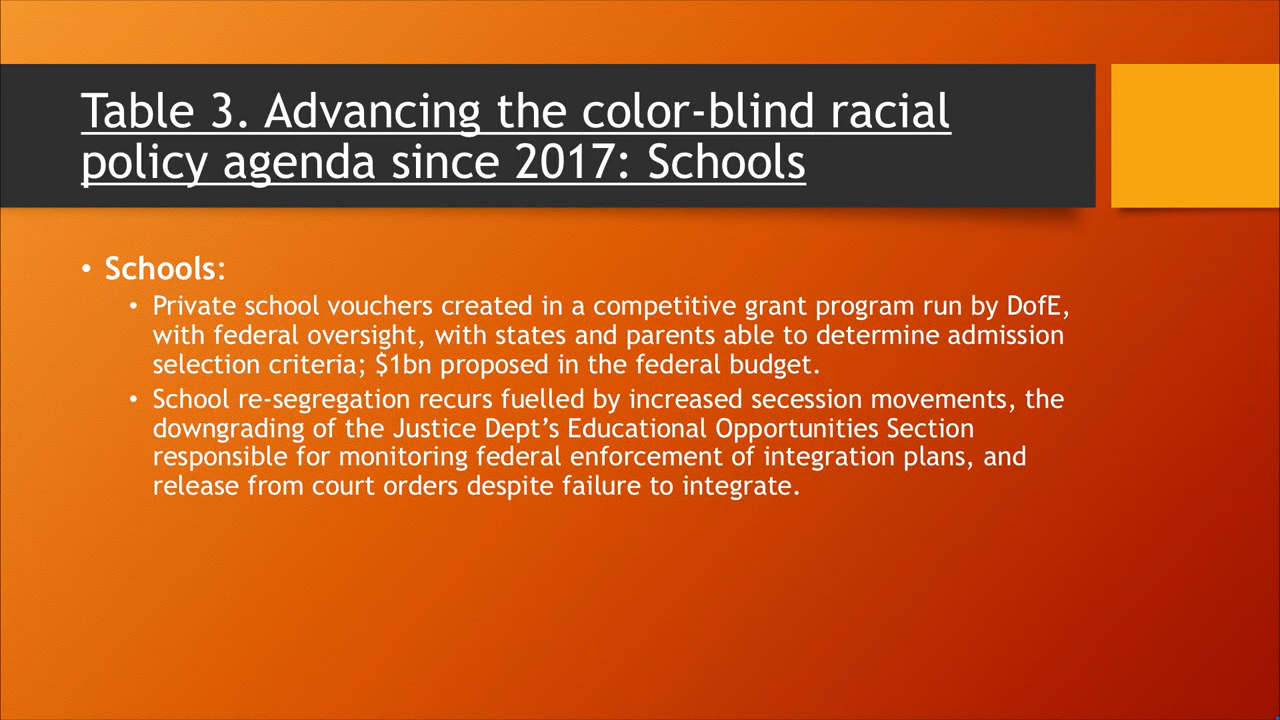 Table 3. Advancing the color-blind racial
policy agenda since 2017: Schools
• Schools:
• Private school vouchers created in a competitive grant program run by DofE,
with federal oversight, with states and parents able to determine admission
selection criteria; $1bn proposed in the federal budget.
• School re-segregation recurs fuelled by increased secession movements, the
downgrading of the Justice Dept’s Educational Opportunities Section
responsible for monitoring federal enforcement of integration plans, and
release from court orders despite failure to integrate.